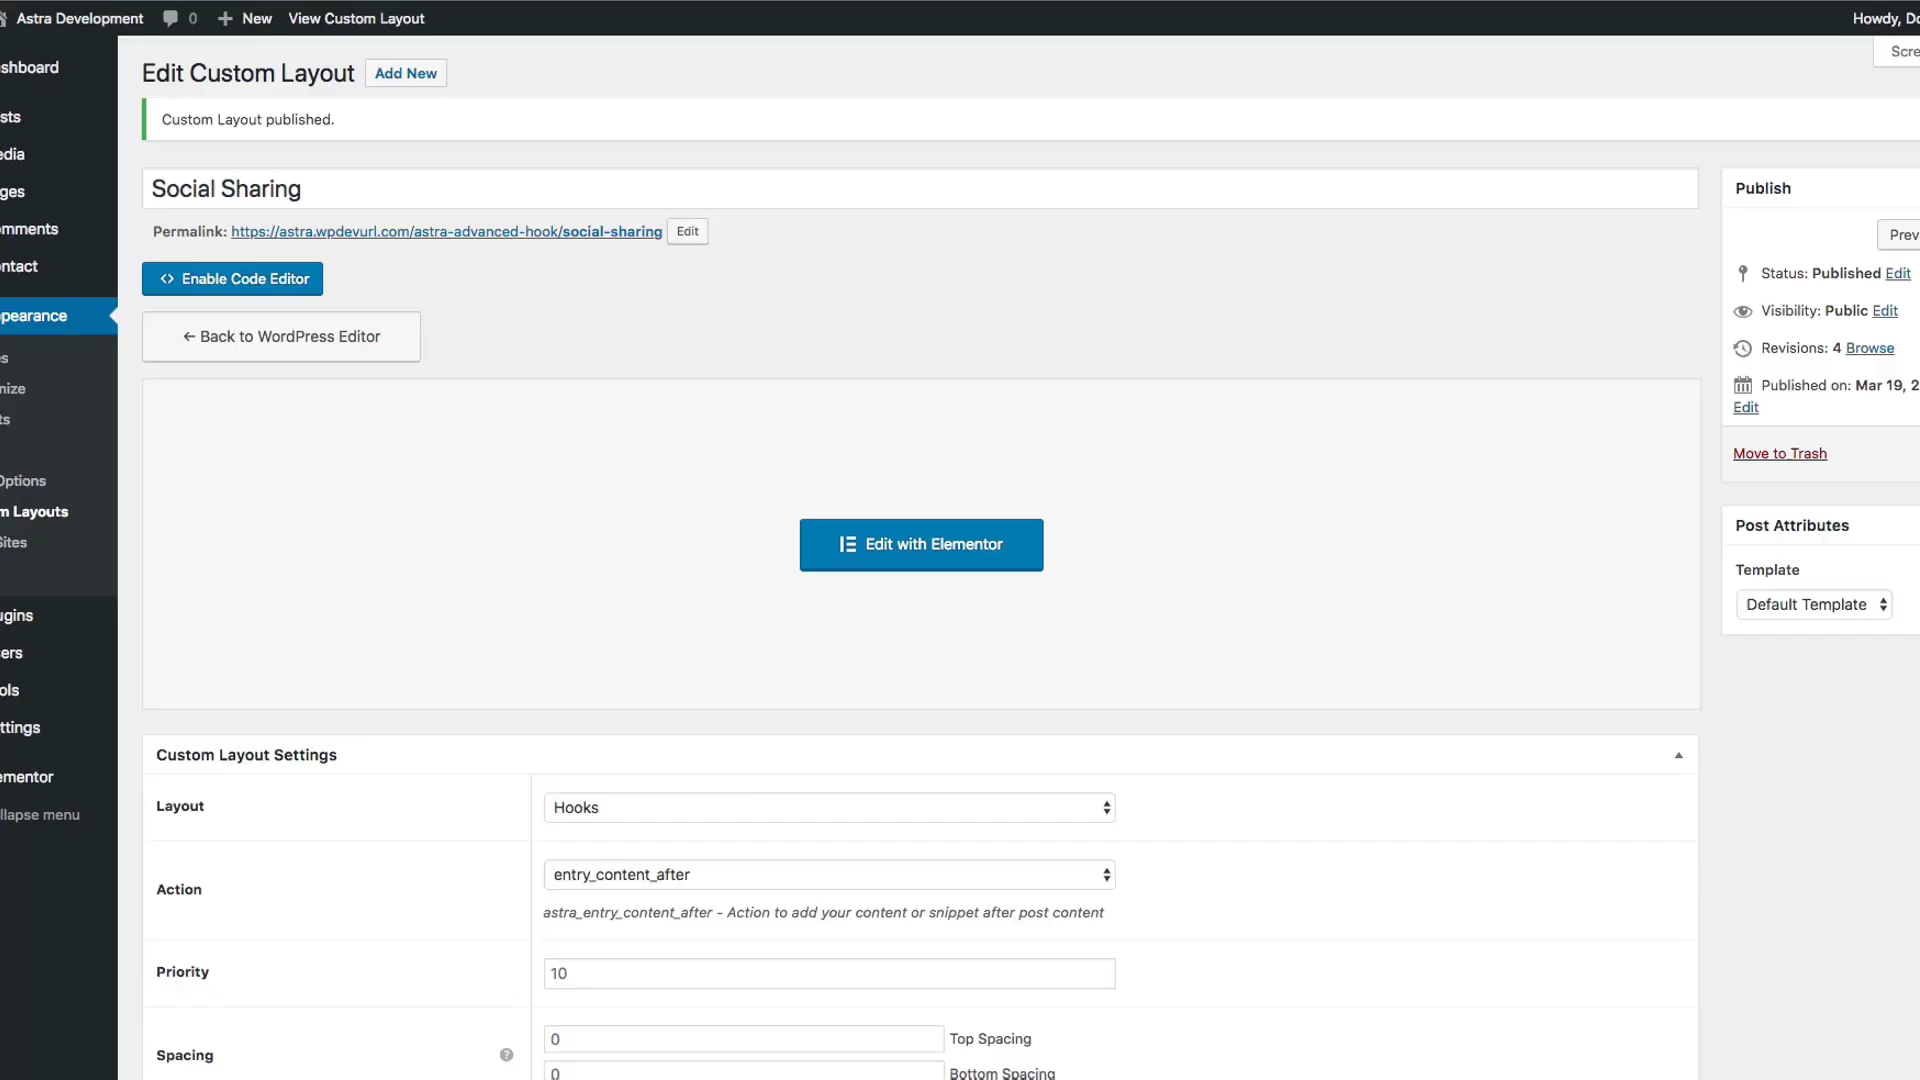 Astra Development 0 New View Custom Layout Howdy, Do
Scre
shboard
sts
edia
ges
omments
ntact
pearance
s
nize
ts
Options
m Layouts
Sites
ugins
ers
ols
ttings
ementor
llapse menu
Edit Custom Layout Add New
Custom Layout published.
Social Sharing
Permalink: https://astra.wpdevurl.com/astra-advanced-hook/social-sharing Edit
<> Enable Code Editor
← Back to WordPress Editor
Edit with Elementor
Custom Layout Settings
Layout
Hooks
Action
entry_content_after
astra_entry_content_after - Action to add your content or snippet after post content
Priority
10
Spacing ?
0 Top Spacing
0 Bottom Spacing
Publish
Prev
Status: Published Edit
Visibility: Public Edit
Revisions: 4 Browse
Published on: Mar 19, 2
Edit
Move to Trash
Post Attributes
Template
Default Template